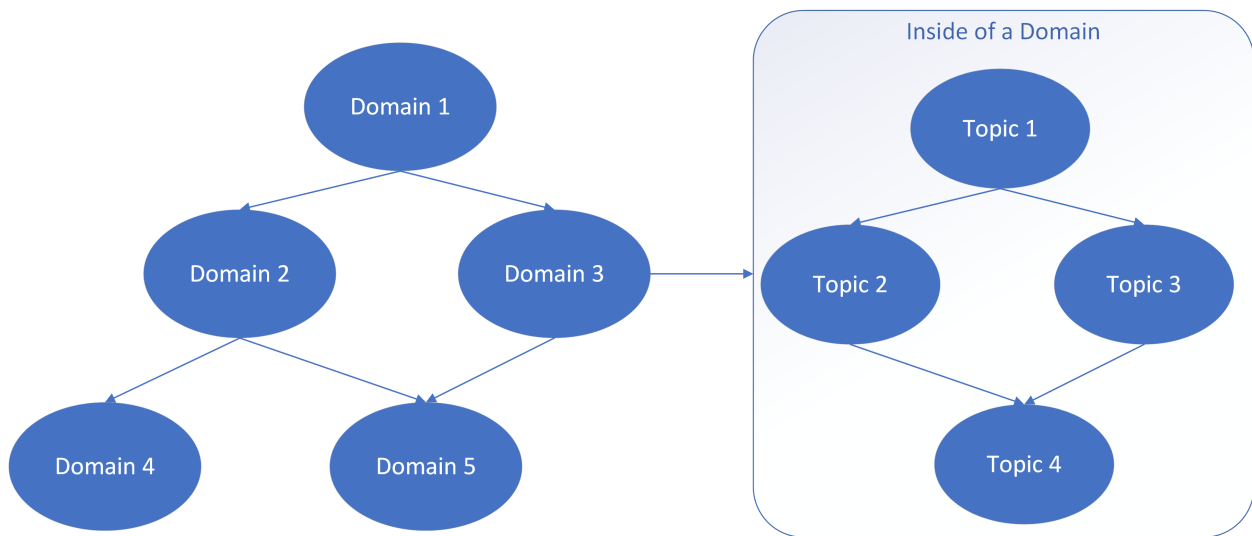 Domain 1
Domain 2
Domain 3
Domain 4
Domain 5
Inside of a Domain
Topic 1
Topic 2
Topic 3
Topic 4